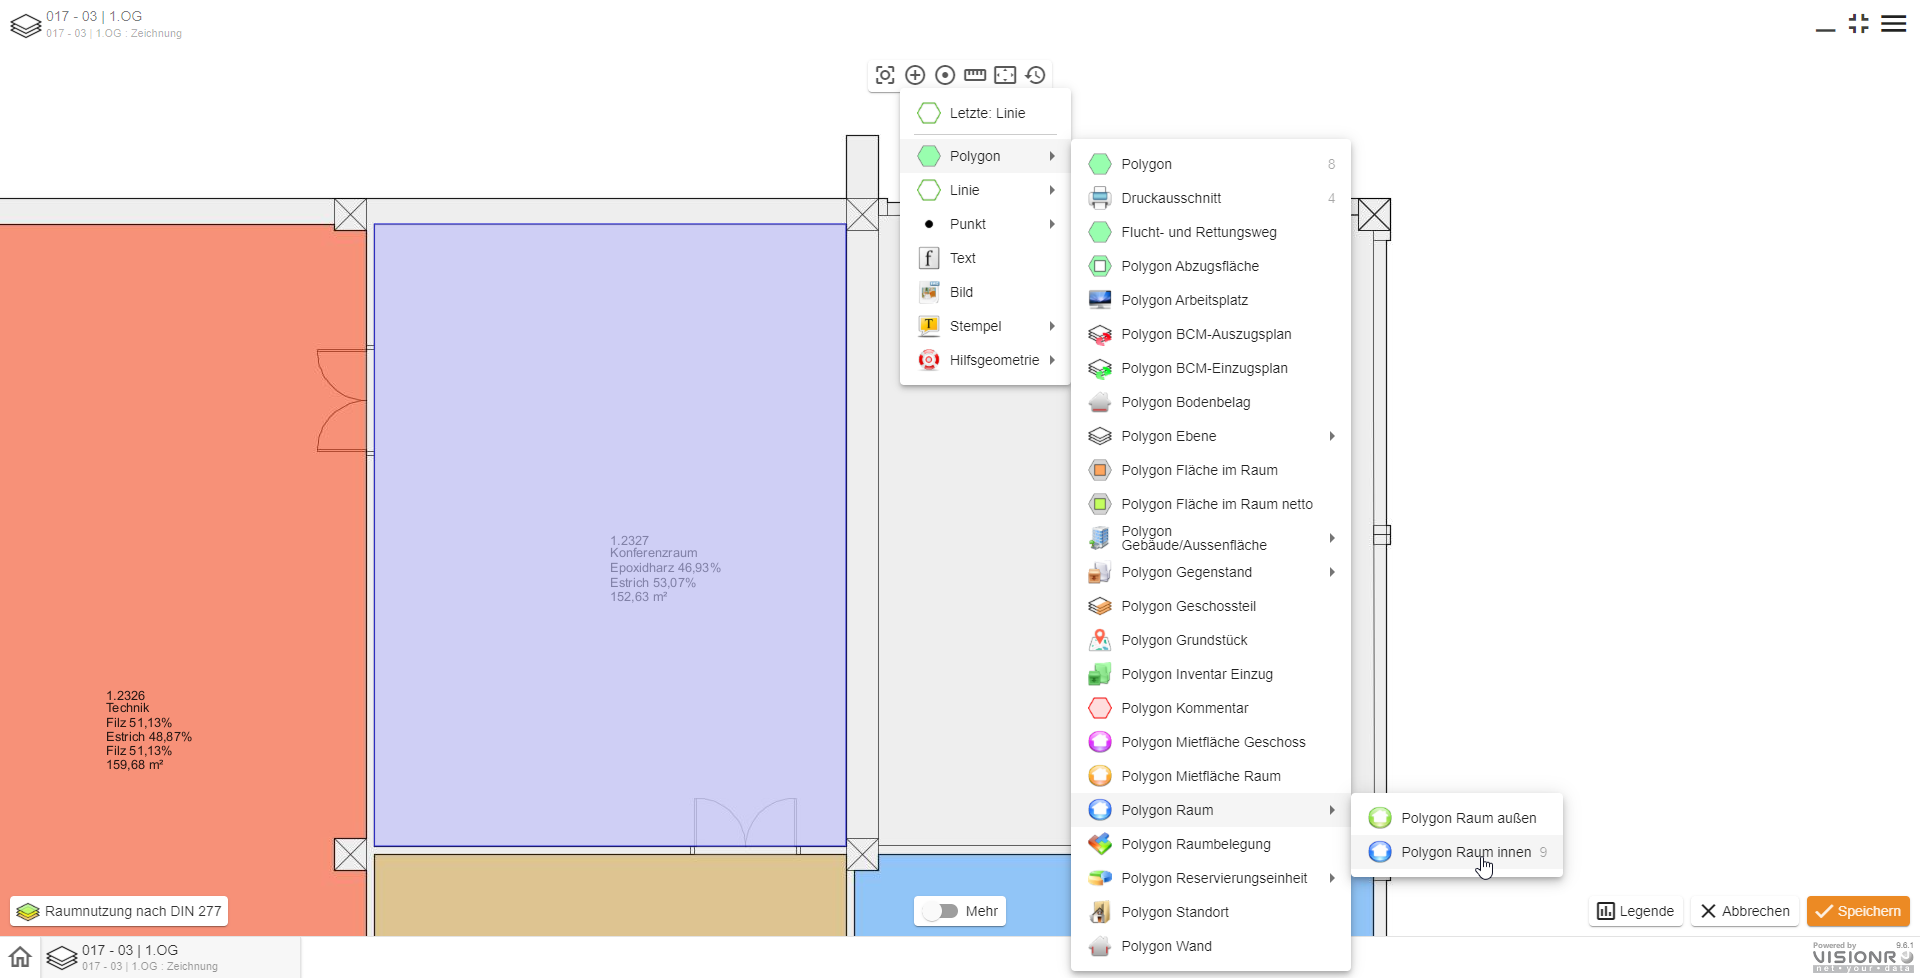 017 - 03 | 1.OG
017 - 03 | 1.OG : Zeichnung
Letzte: Linie
Polygon
Linie
Punkt
Text
Bild
Stempel
Hilfsgeometrie
Polygon 8
Druckausschnitt 4
Flucht- und Rettungsweg
Polygon Abzugsfläche
Polygon Arbeitsplatz
Polygon BCM-Auszugsplan
Polygon BCM-Einzugsplan
Polygon Bodenbelag
Polygon Ebene
Polygon Fläche im Raum
Polygon Fläche im Raum netto
Polygon
Gebäude/Aussenfläche
Polygon Gegenstand
Polygon Geschossteil
Polygon Grundstück
Polygon Inventar Einzug
Polygon Kommentar
Polygon Mietfläche Geschoss
Polygon Mietfläche Raum
Polygon Raum
Polygon Raumbelegung
Polygon Reservierungseinheit
Polygon Standort
Polygon Wand
Polygon Raum außen
Polygon Raum innen 9
1.2327
Konferenzraum
Epoxidharz 46,93%
Estrich 53,07%
152,63 m²
1.2326
Technik
Filz 51,13%
Estrich 48,87%
Filz 51,13%
159,68 m²
Raumnutzung nach DIN 277
Mehr
Legende
Abbrechen
Speichern
017 - 03 | 1.OG
017 - 03 | 1.OG : Zeichnung
Powered by 9.6.1
VISIONR
net • your • data